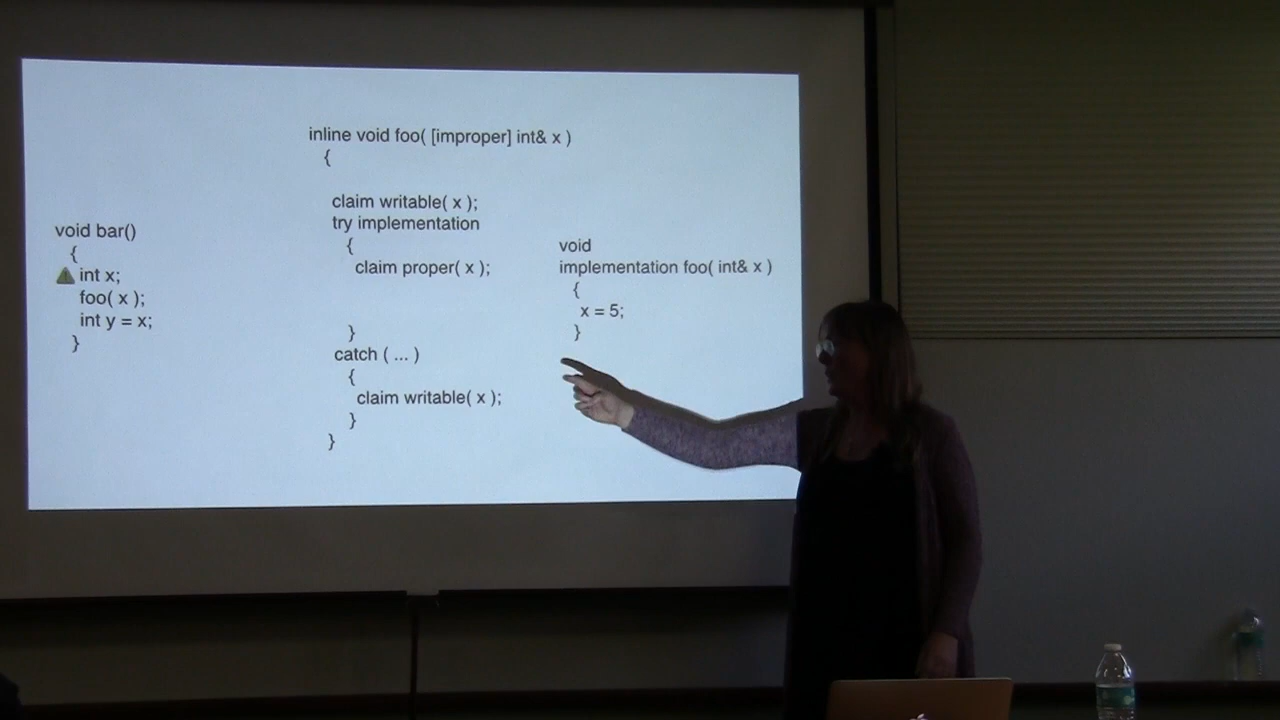 void bar()
{
int x;
foo( x );
int y = x;
}
inline void foo( [improper] int& x )
{
claim writable( x );
try implementation
{
claim proper( x );
}
catch ( ... )
{
claim writable( x );
}
}
void
implementation foo( int& x )
{
x = 5;
}